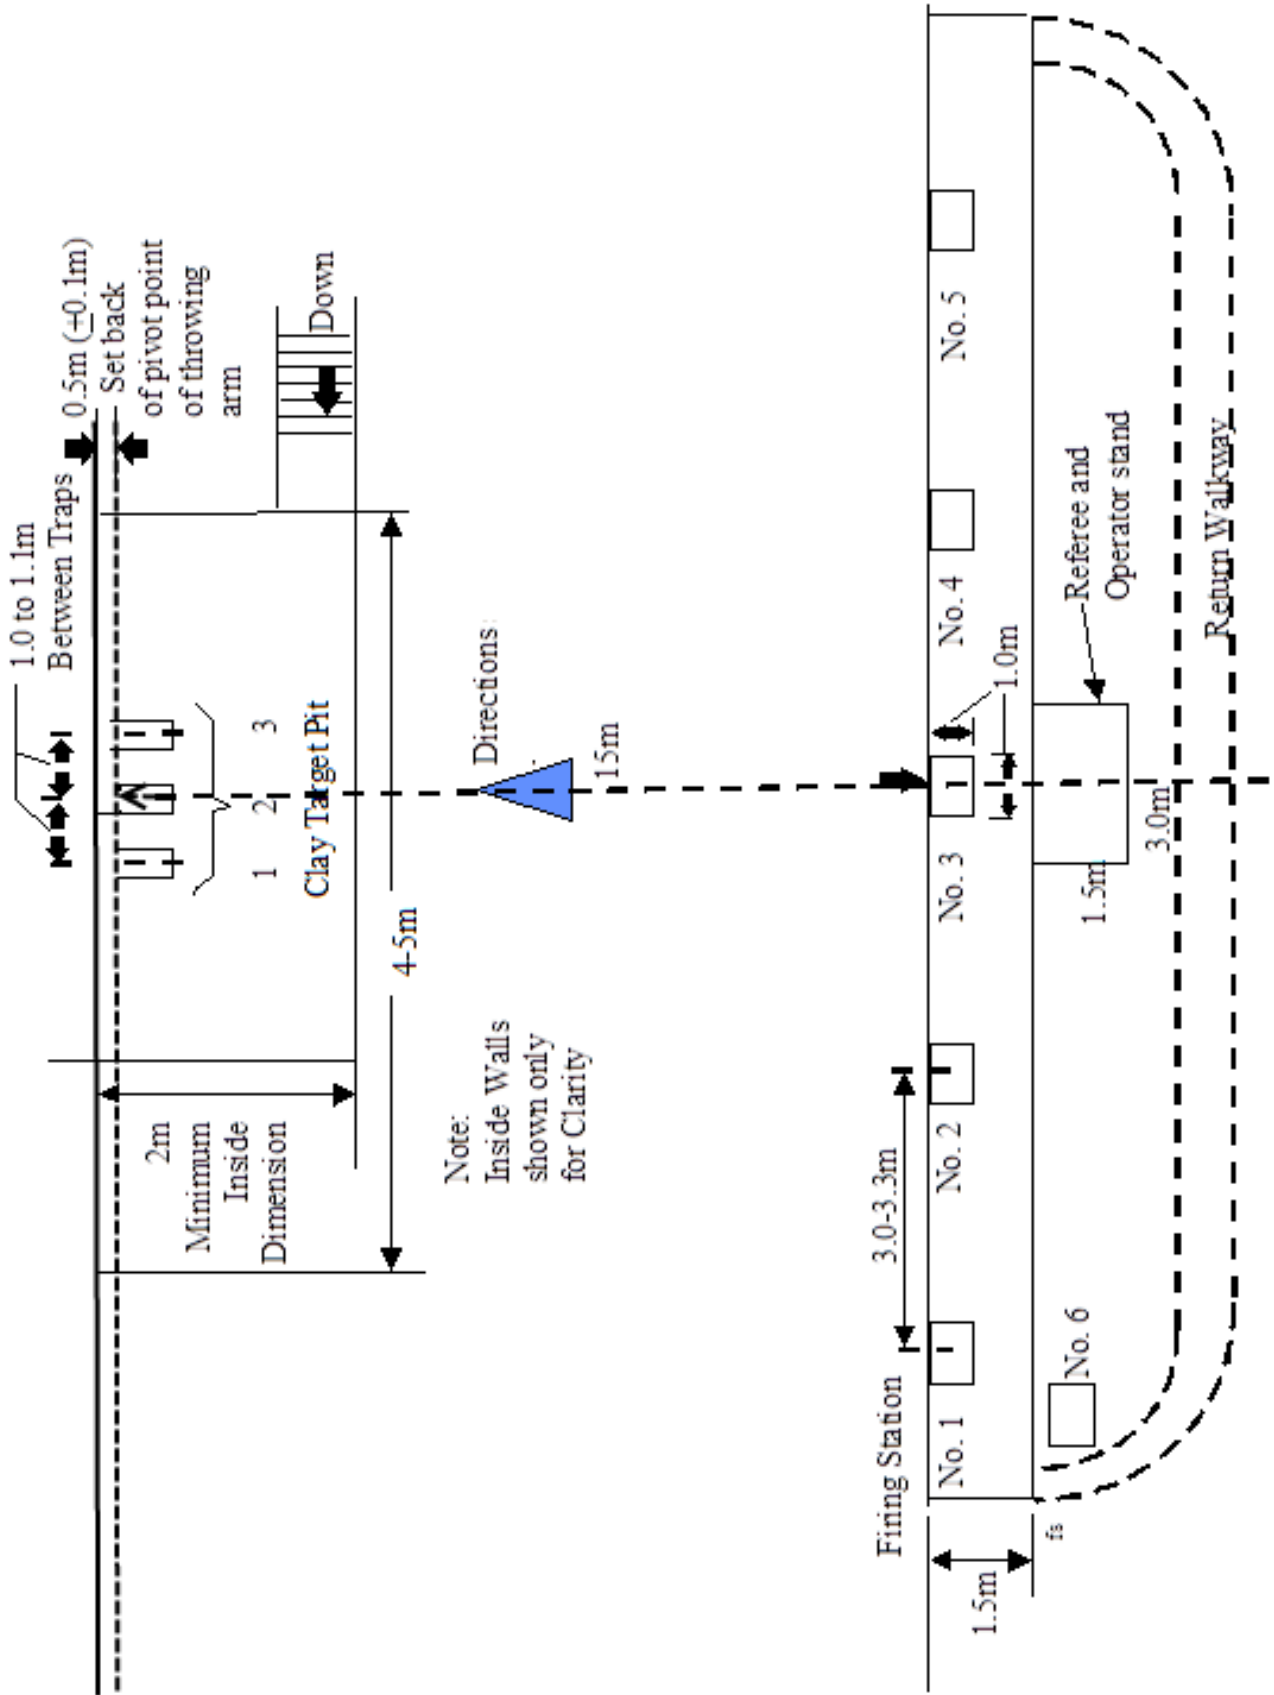 1.0 to 1.1m
Between Traps
0.5m (±0.1m)
Set back
of pivot point
of throwing
arm
Down
1
2
3
Clay Target Pit
2m
Minimum
Inside
Dimension
4-5m
Note:
Inside Walls
shown only
for Clarity
Directions:
15m
Firing Station
3.0-3.3m
No. 1
No. 2
No. 3
No. 4
No. 5
1.0m
1.5m
fs
No. 6
1.5m
3.0m
Referee and
Operator stand
Return Walkway